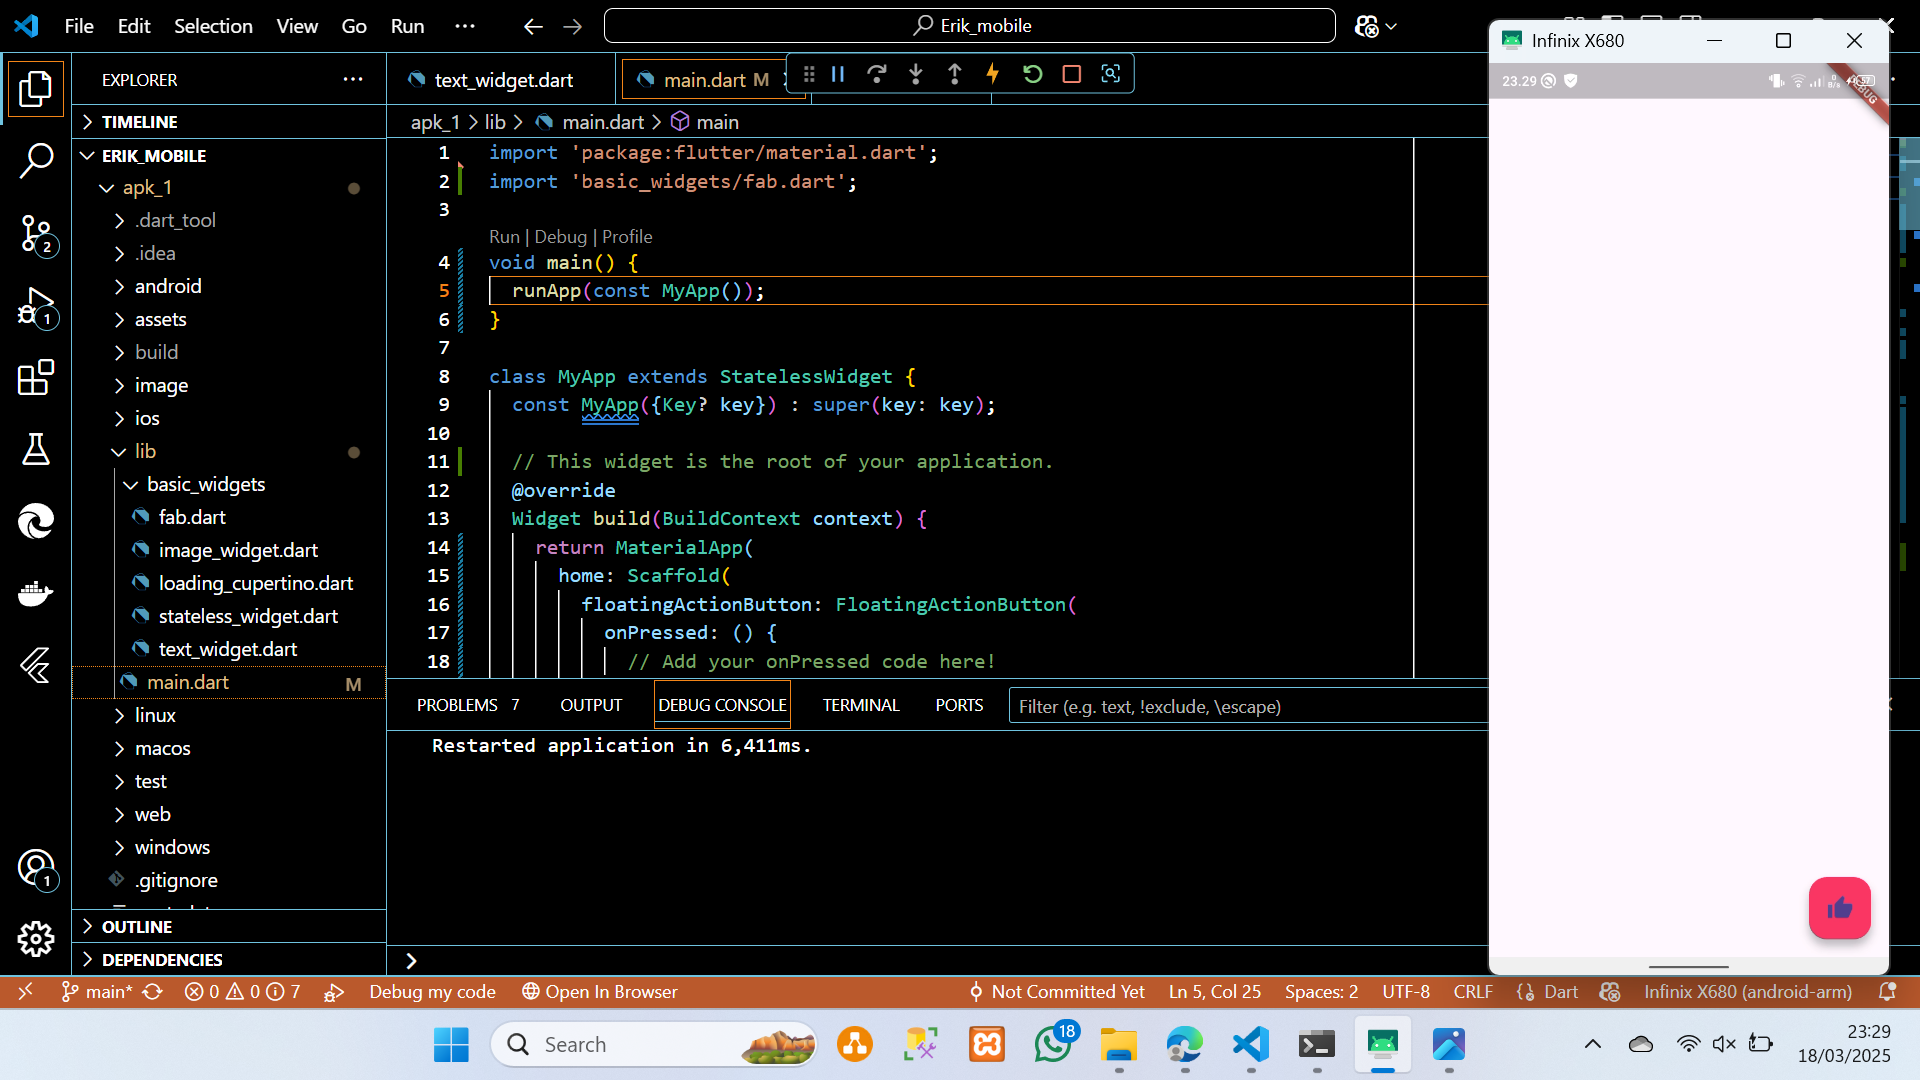 File Edit Selection View Go Run ···
Erik_mobile
EXPLORER
TIMELINE
ERIK_MOBILE
apk_1
.dart_tool
.idea
android
assets
build
image
ios
lib
basic_widgets
fab.dart
image_widget.dart
loading_cupertino.dart
stateless_widget.dart
text_widget.dart
main.dart M
linux
macos
test
web
windows
.gitignore
OUTLINE
DEPENDENCIES
2
1
1
text_widget.dart
main.dart M
apk_1 > lib > main.dart > main
1 import 'package:flutter/material.dart';
2 import 'basic_widgets/fab.dart';
3
Run | Debug | Profile
4 void main() {
5 runApp(const MyApp());
6 }
7
8 class MyApp extends StatelessWidget {
9 const MyApp({Key? key}) : super(key: key);
10
11 // This widget is the root of your application.
12 @override
13 Widget build(BuildContext context) {
14 return MaterialApp(
15 home: Scaffold(
16 floatingActionButton: FloatingActionButton(
17 onPressed: () {
18 // Add your onPressed code here!
PROBLEMS 7 OUTPUT DEBUG CONSOLE TERMINAL PORTS Filter (e.g. text, !exclude, \escape)
Restarted application in 6,411ms.
Infinix X680
23.29
57
main* 0 0 7 Debug my code Open In Browser
Not Committed Yet Ln 5, Col 25 Spaces: 2 UTF-8 CRLF {} Dart Infinix X680 (android-arm)
Search
18
23:29
18/03/2025